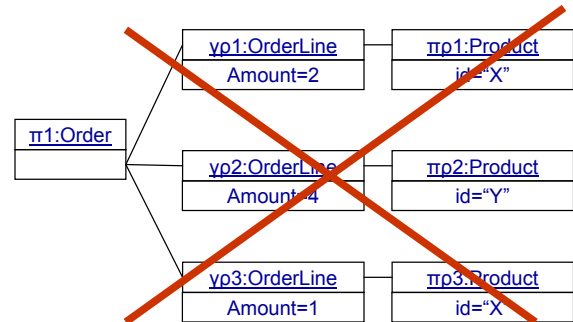 γρ1:OrderLine
πρ1:Product
Amount=2
id=“X”
π1:Order
γρ2:OrderLine
πρ2:Product
Amount=4
id=“Y”
γρ3:OrderLine
πρ3:Product
Amount=1
id=“X